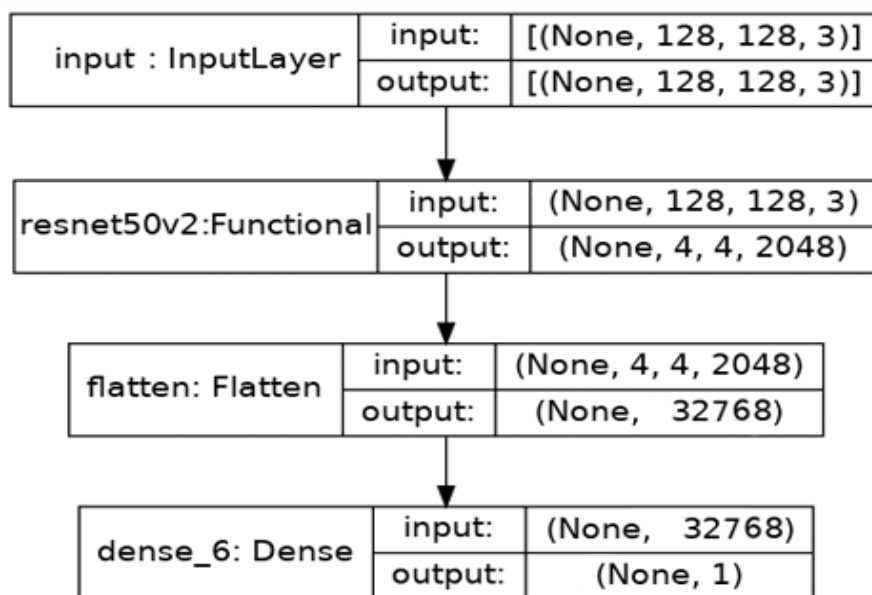 input : InputLayer
input: [(None, 128, 128, 3)]
output: [(None, 128, 128, 3)]
resnet50v2:Functional
input: (None, 128, 128, 3)
output: (None, 4, 4, 2048)
flatten: Flatten
input: (None, 4, 4, 2048)
output: (None, 32768)
dense_6: Dense
input: (None, 32768)
output: (None, 1)